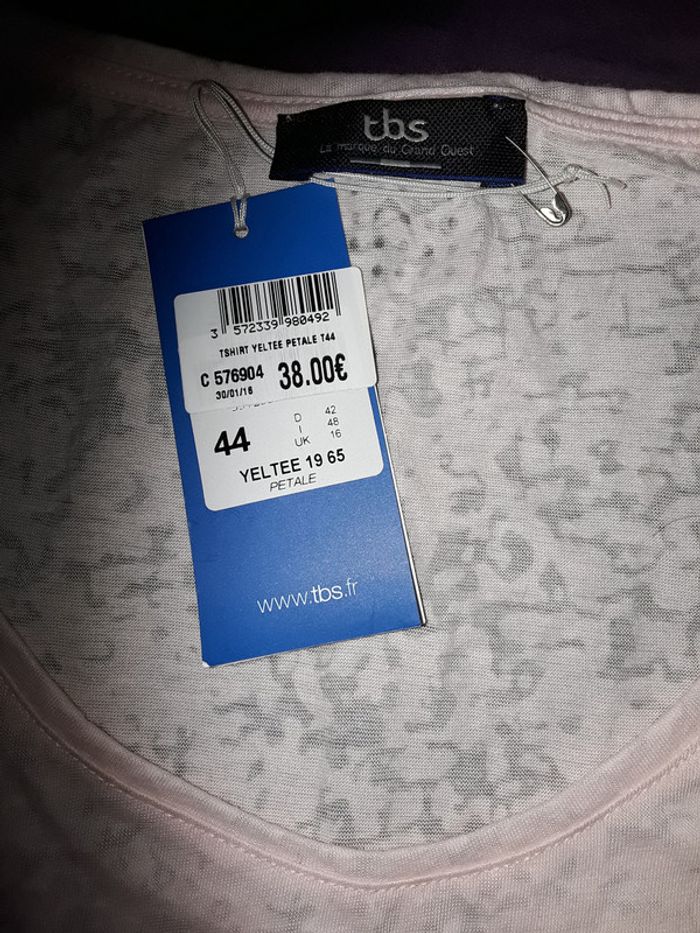 tbs
La marque du Grand Ouest
3 572339 980492
TSHIRT YELTEE PETALE T44
C 576904 38.00€
30/01/16
44
D 42
I 48
UK 16
YELTEE 19 65
PETALE
www.tbs.fr